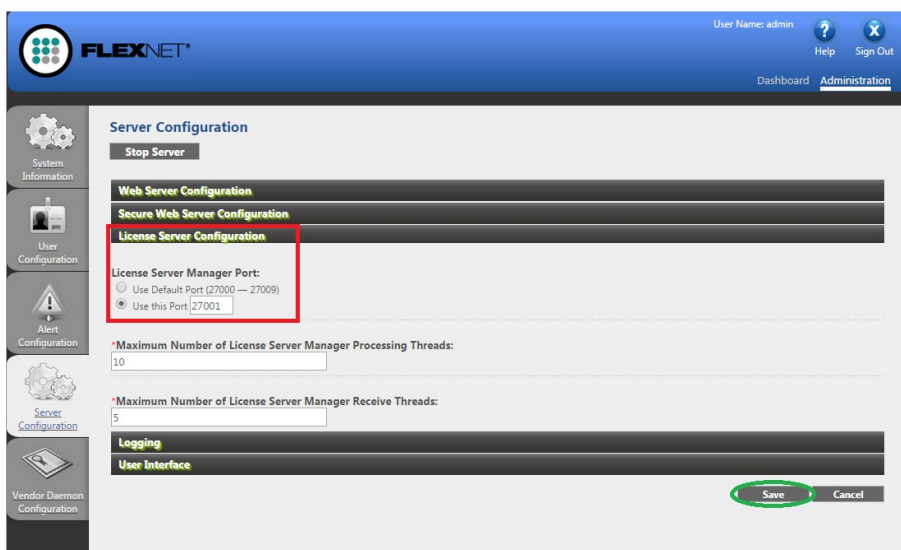 User Name: admin
?
X
FLEXNET
Help
Sign Out
Dashboard
Administration
System
Information
User
Configuration
Alert
Configuration
Server
Configuration
Vendor Daemon
Configuration
Server Configuration
Stop Server
Web Server Configuration
Secure Web Server Configuration
License Server Configuration
License Server Manager Port:
Use Default Port (27000 — 27009)
Use this Port 27001
*Maximum Number of License Server Manager Processing Threads:
10
*Maximum Number of License Server Manager Receive Threads:
5
Logging
User Interface
Save
Cancel